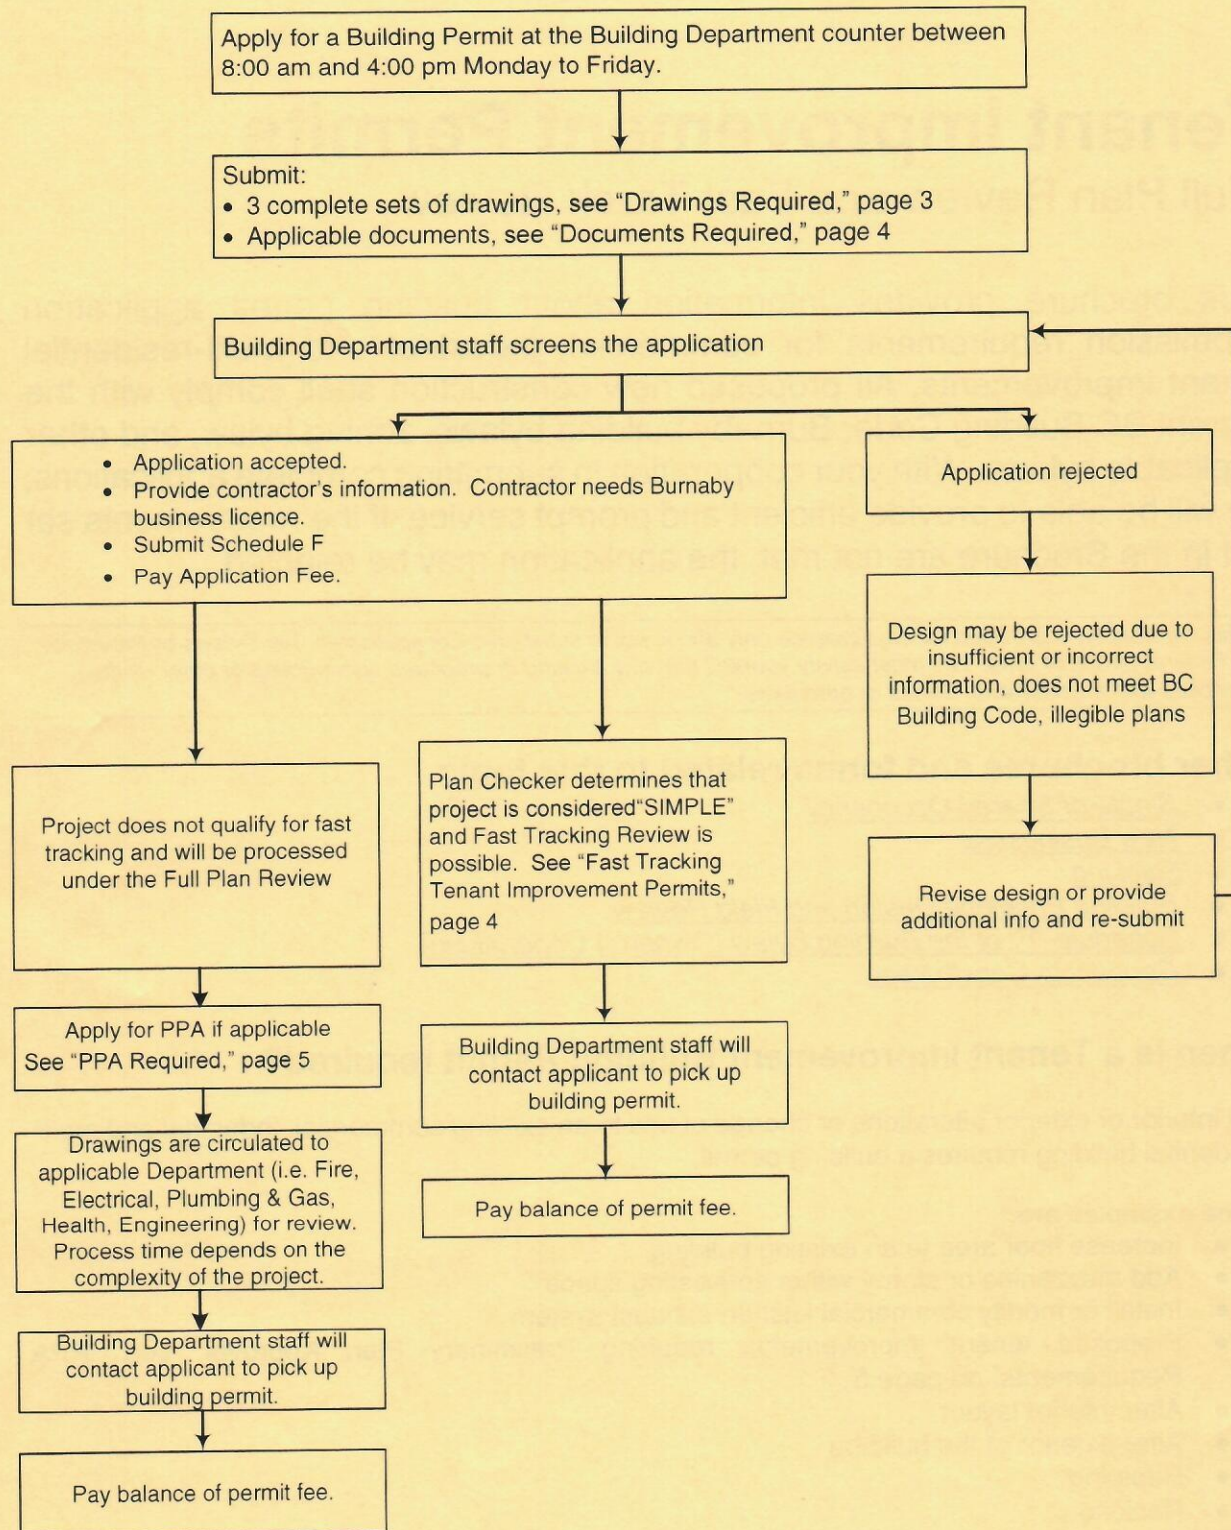 Apply for a Building Permit at the Building Department counter between
8:00 am and 4:00 pm Monday to Friday.
Submit:
• 3 complete sets of drawings, see “Drawings Required,” page 3
• Applicable documents, see “Documents Required,” page 4
Building Department staff screens the application
• Application accepted.
• Provide contractor's information. Contractor needs Burnaby
business licence.
• Submit Schedule F
• Pay Application Fee.
Application rejected
Design may be rejected due to
insufficient or incorrect
information, does not meet BC
Building Code, illegible plans
Revise design or provide
additional info and re-submit
Project does not qualify for fast
tracking and will be processed
under the Full Plan Review
Plan Checker determines that
project is considered“SIMPLE”
and Fast Tracking Review is
possible. See “Fast Tracking
Tenant Improvement Permits,”
page 4
Apply for PPA if applicable
See “PPA Required,” page 5
Building Department staff will
contact applicant to pick up
building permit.
Drawings are circulated to
applicable Department (i.e. Fire,
Electrical, Plumbing & Gas,
Health, Engineering) for review.
Process time depends on the
complexity of the project.
Pay balance of permit fee.
Building Department staff will
contact applicant to pick up
building permit.
Pay balance of permit fee.